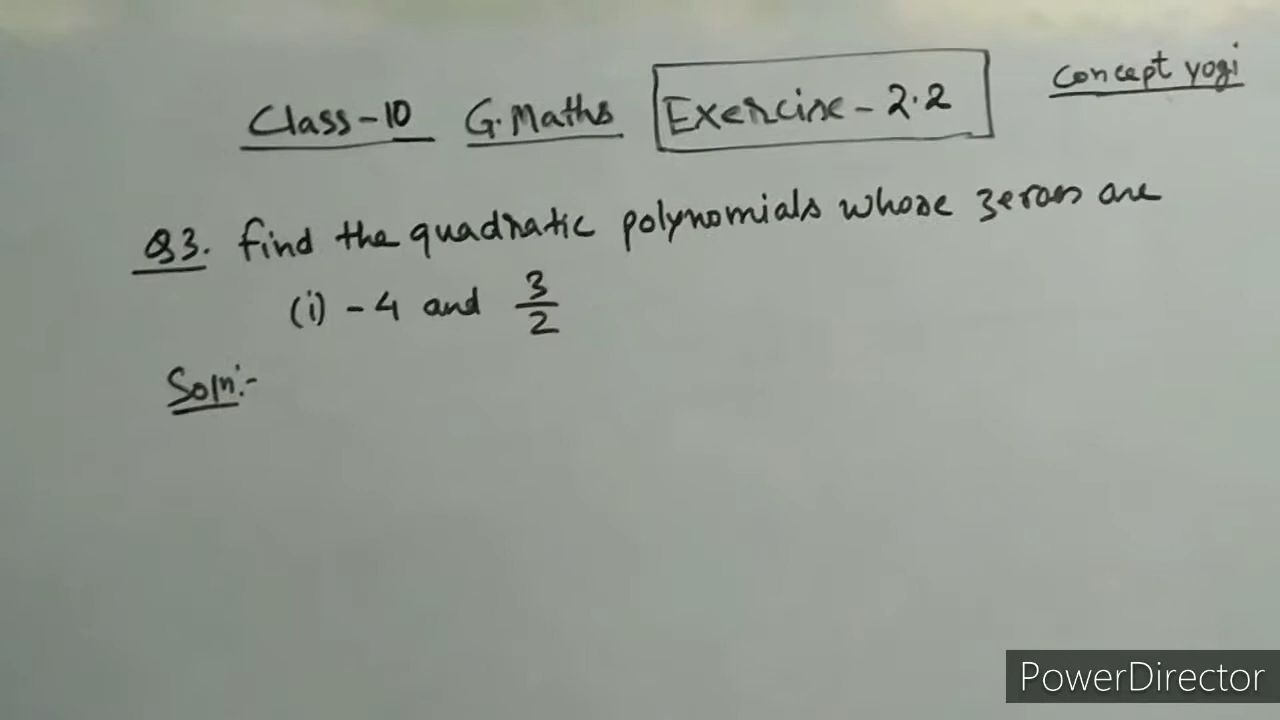 Concept yogi
Class-10 G.Maths Exercise-2.2
Q3. find the quadratic polynomials whose zeroes are
(i) -4 and 3/2
Soln:-
PowerDirector